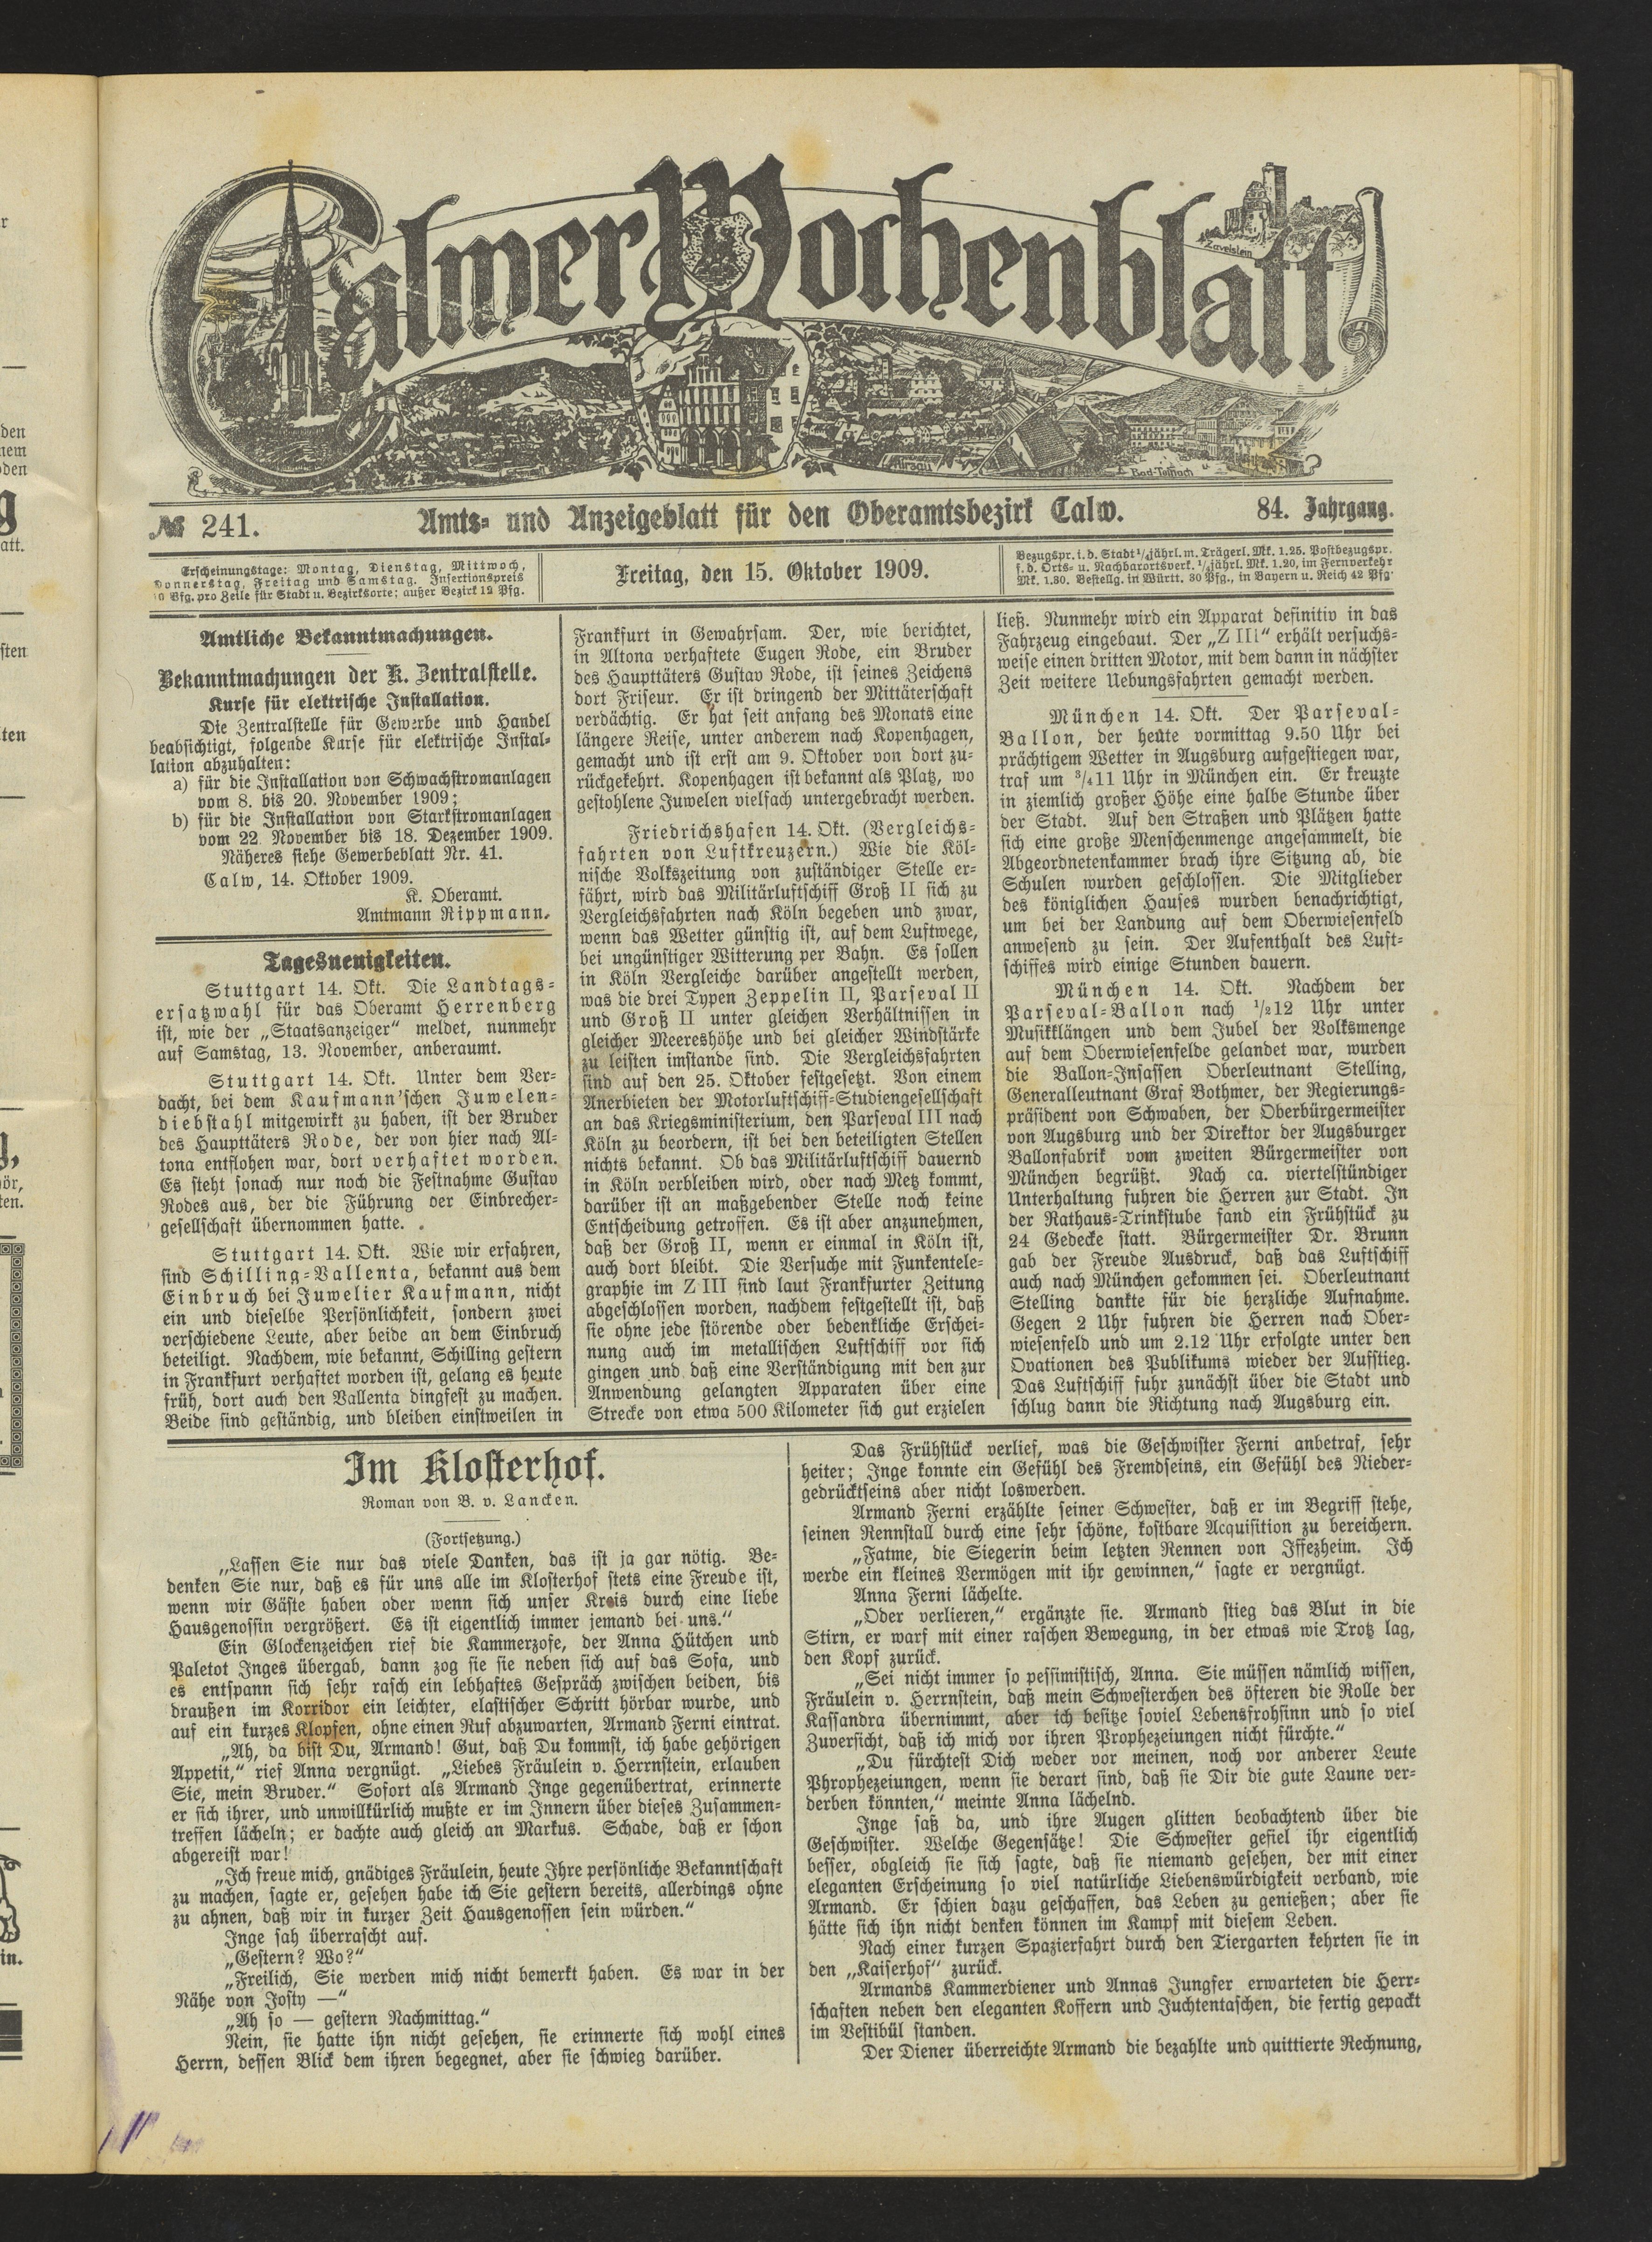 Calwer Wochenblatt
Zavelstein
Hirsau
Bad-Teinach
№ 241.
Amts- und Anzeigeblatt für den Oberamtsbezirk Calw.
84. Jahrgang.
Erscheinungstage: Montag, Dienstag, Mittwoch,
Donnerstag, Freitag und Samstag. Insertionspreis
10 Pfg. pro Zeile für Stadt u. Bezirksorte; außer Bezirk 12 Pfg.
Freitag, den 15. Oktober 1909.
Bezugspr. i. d. Stadt ¹/₄jährl. m. Trägerl. Mk. 1.25. Postbezugspr.
f. d. Orts- u. Nachbarortsverk. ¹/₄jährl. Mk. 1.20, im Fernverkehr
Mk. 1.30. Bestellg. in Württ. 30 Pfg., in Bayern u. Reich 42 Pfg.
Amtliche Bekanntmachungen.
Bekanntmachungen der K. Zentralstelle.
Kurse für elektrische Installation.
Die Zentralstelle für Gewerbe und Handel
beabsichtigt, folgende Kurse für elektrische Instal-
lation abzuhalten:
a) für die Installation von Schwachstromanlagen
vom 8. bis 20. November 1909;
b) für die Installation von Starkstromanlagen
vom 22. November bis 18. Dezember 1909.
Näheres siehe Gewerbeblatt Nr. 41.
Calw, 14. Oktober 1909.
K. Oberamt.
Amtmann Rippmann.
Tagesneuigkeiten.
Stuttgart 14. Okt. Die Landtags-
ersatzwahl für das Oberamt Herrenberg
ist, wie der „Staatsanzeiger“ meldet, nunmehr
auf Samstag, 13. November, anberaumt.
Stuttgart 14. Okt. Unter dem Ver-
dacht, bei dem Kaufmann'schen Juwelen-
diebstahl mitgewirkt zu haben, ist der Bruder
des Haupttäters Rode, der von hier nach Al-
tona entflohen war, dort verhaftet worden.
Es steht sonach nur noch die Festnahme Gustav
Rodes aus, der die Führung der Einbrecher-
gesellschaft übernommen hatte.
Stuttgart 14. Okt. Wie wir erfahren,
sind Schilling-Vallenta, bekannt aus dem
Einbruch bei Juwelier Kaufmann, nicht
ein und dieselbe Persönlichkeit, sondern zwei
verschiedene Leute, aber beide an dem Einbruch
beteiligt. Nachdem, wie bekannt, Schilling gestern
in Frankfurt verhaftet worden ist, gelang es heute
früh, dort auch den Vallenta dingfest zu machen.
Beide sind geständig, und bleiben einstweilen in
Frankfurt in Gewahrsam. Der, wie berichtet,
in Altona verhaftete Eugen Rode, ein Bruder
des Haupttäters Gustav Rode, ist seines Zeichens
dort Friseur. Er ist dringend der Mittäterschaft
verdächtig. Er hat seit anfang des Monats eine
längere Reise, unter anderem nach Kopenhagen,
gemacht und ist erst am 9. Oktober von dort zu-
rückgekehrt. Kopenhagen ist bekannt als Platz, wo
gestohlene Juwelen vielfach untergebracht werden.
Friedrichshafen 14. Okt. (Vergleichs-
fahrten von Luftkreuzern.) Wie die Köl-
nische Volkszeitung von zuständiger Stelle er-
fährt, wird das Militärluftschiff Groß II sich zu
Vergleichsfahrten nach Köln begeben und zwar,
wenn das Wetter günstig ist, auf dem Luftwege,
bei ungünstiger Witterung per Bahn. Es sollen
in Köln Vergleiche darüber angestellt werden,
was die drei Typen Zeppelin II, Parseval II
und Groß II unter gleichen Verhältnissen in
gleicher Meereshöhe und bei gleicher Windstärke
zu leisten imstande sind. Die Vergleichsfahrten
sind auf den 25. Oktober festgesetzt. Von einem
Anerbieten der Motorluftschiff-Studiengesellschaft
an das Kriegsministerium, den Parseval III nach
Köln zu beordern, ist bei den beteiligten Stellen
nichts bekannt. Ob das Militärluftschiff dauernd
in Köln verbleiben wird, oder nach Metz kommt,
darüber ist an maßgebender Stelle noch keine
Entscheidung getroffen. Es ist aber anzunehmen,
daß der Groß II, wenn er einmal in Köln ist,
auch dort bleibt. Die Versuche mit Funkentele-
graphie im Z III sind laut Frankfurter Zeitung
abgeschlossen worden, nachdem festgestellt ist, daß
sie ohne jede störende oder bedenkliche Erschei-
nung auch im metallischen Luftschiff vor sich
gingen und daß eine Verständigung mit den zur
Anwendung gelangten Apparaten über eine
Strecke von etwa 500 Kilometer sich gut erzielen
ließ. Nunmehr wird ein Apparat definitiv in das
Fahrzeug eingebaut. Der „Z III“ erhält versuchs-
weise einen dritten Motor, mit dem dann in nächster
Zeit weitere Uebungsfahrten gemacht werden.
München 14. Okt. Der Parseval-
Ballon, der heute vormittag 9.50 Uhr bei
prächtigem Wetter in Augsburg aufgestiegen war,
traf um ³/₄11 Uhr in München ein. Er kreuzte
in ziemlich großer Höhe eine halbe Stunde über
der Stadt. Auf den Straßen und Plätzen hatte
sich eine große Menschenmenge angesammelt, die
Abgeordnetenkammer brach ihre Sitzung ab, die
Schulen wurden geschlossen. Die Mitglieder
des königlichen Hauses wurden benachrichtigt,
um bei der Landung auf dem Oberwiesenfeld
anwesend zu sein. Der Aufenthalt des Luft-
schiffes wird einige Stunden dauern.
München 14. Okt. Nachdem der
Parseval-Ballon nach ¹/₂12 Uhr unter
Musikklängen und dem Jubel der Volksmenge
auf dem Oberwiesenfelde gelandet war, wurden
die Ballon-Insassen Oberleutnant Stelling,
Generalleutnant Graf Bothmer, der Regierungs-
präsident von Schwaben, der Oberbürgermeister
von Augsburg und der Direktor der Augsburger
Ballonfabrik vom zweiten Bürgermeister von
München begrüßt. Nach ca. viertelstündiger
Unterhaltung fuhren die Herren zur Stadt. In
der Rathaus-Trinkstube fand ein Frühstück zu
24 Gedecke statt. Bürgermeister Dr. Brunn
gab der Freude Ausdruck, daß das Luftschiff
auch nach München gekommen sei. Oberleutnant
Stelling dankte für die herzliche Aufnahme.
Gegen 2 Uhr fuhren die Herren nach Ober-
wiesenfeld und um 2.12 Uhr erfolgte unter den
Ovationen des Publikums wieder der Aufstieg.
Das Luftschiff fuhr zunächst über die Stadt und
schlug dann die Richtung nach Augsburg ein.
Im Klosterhof.
Roman von B. v. Lancken.
(Fortsetzung.)
„Lassen Sie nur das viele Danken, das ist ja gar nötig. Be-
denken Sie nur, daß es für uns alle im Klosterhof stets eine Freude ist,
wenn wir Gäste haben oder wenn sich unser Kreis durch eine liebe
Hausgenossin vergrößert. Es ist eigentlich immer jemand bei uns.“
Ein Glockenzeichen rief die Kammerzofe, der Anna Hütchen und
Paletot Inges übergab, dann zog sie sie neben sich auf das Sofa, und
es entspann sich sehr rasch ein lebhaftes Gespräch zwischen beiden, bis
draußen im Korridor ein leichter, elastischer Schritt hörbar wurde, und
auf ein kurzes Klopfen, ohne einen Ruf abzuwarten, Armand Ferni eintrat.
„Ah, da bist Du, Armand! Gut, daß Du kommst, ich habe gehörigen
Appetit,“ rief Anna vergnügt. „Liebes Fräulein v. Herrnstein, erlauben
Sie, mein Bruder.“ Sofort als Armand Inge gegenübertrat, erinnerte
er sich ihrer, und unwillkürlich mußte er im Innern über dieses Zusammen-
treffen lächeln; er dachte auch gleich an Markus. Schade, daß er schon
abgereist war!
„Ich freue mich, gnädiges Fräulein, heute Ihre persönliche Bekanntschaft
zu machen, sagte er, gesehen habe ich Sie gestern bereits, allerdings ohne
zu ahnen, daß wir in kurzer Zeit Hausgenossen sein würden.“
Inge sah überrascht auf.
„Gestern? Wo?“
„Freilich, Sie werden mich nicht bemerkt haben. Es war in der
Nähe von Josty —“
„Ah so — gestern Nachmittag.“
Nein, sie hatte ihn nicht gesehen, sie erinnerte sich wohl eines
Herrn, dessen Blick dem ihren begegnet, aber sie schwieg darüber.
Das Frühstück verlief, was die Geschwister Ferni anbetraf, sehr
heiter; Inge konnte ein Gefühl des Fremdseins, ein Gefühl des Nieder-
gedrücktseins aber nicht loswerden.
Armand Ferni erzählte seiner Schwester, daß er im Begriff stehe,
seinen Rennstall durch eine sehr schöne, kostbare Acquisition zu bereichern.
„Fatme, die Siegerin beim letzten Rennen von Iffezheim. Ich
werde ein kleines Vermögen mit ihr gewinnen,“ sagte er vergnügt.
Anna Ferni lächelte.
„Oder verlieren,“ ergänzte sie. Armand stieg das Blut in die
Stirn, er warf mit einer raschen Bewegung, in der etwas wie Trotz lag,
den Kopf zurück.
„Sei nicht immer so pessimistisch, Anna. Sie müssen nämlich wissen,
Fräulein v. Herrnstein, daß mein Schwesterchen des öfteren die Rolle der
Kassandra übernimmt, aber ich besitze soviel Lebensfrohsinn und so viel
Zuversicht, daß ich mich vor ihren Prophezeiungen nicht fürchte.“
„Du fürchtest Dich weder vor meinen, noch vor anderer Leute
Phrophezeiungen, wenn sie derart sind, daß sie Dir die gute Laune ver-
derben könnten,“ meinte Anna lächelnd.
Inge saß da, und ihre Augen glitten beobachtend über die
Geschwister. Welche Gegensätze! Die Schwester gefiel ihr eigentlich
besser, obgleich sie sich sagte, daß sie niemand gesehen, der mit einer
eleganten Erscheinung so viel natürliche Liebenswürdigkeit verband, wie
Armand. Er schien dazu geschaffen, das Leben zu genießen; aber sie
hätte sich ihn nicht denken können im Kampf mit diesem Leben.
Nach einer kurzen Spazierfahrt durch den Tiergarten kehrten sie in
den „Kaiserhof“ zurück.
Armands Kammerdiener und Annas Jungfer erwarteten die Herr-
schaften neben den eleganten Koffern und Juchtentaschen, die fertig gepackt
im Vestibül standen.
Der Diener überreichte Armand die bezahlte und quittierte Rechnung,